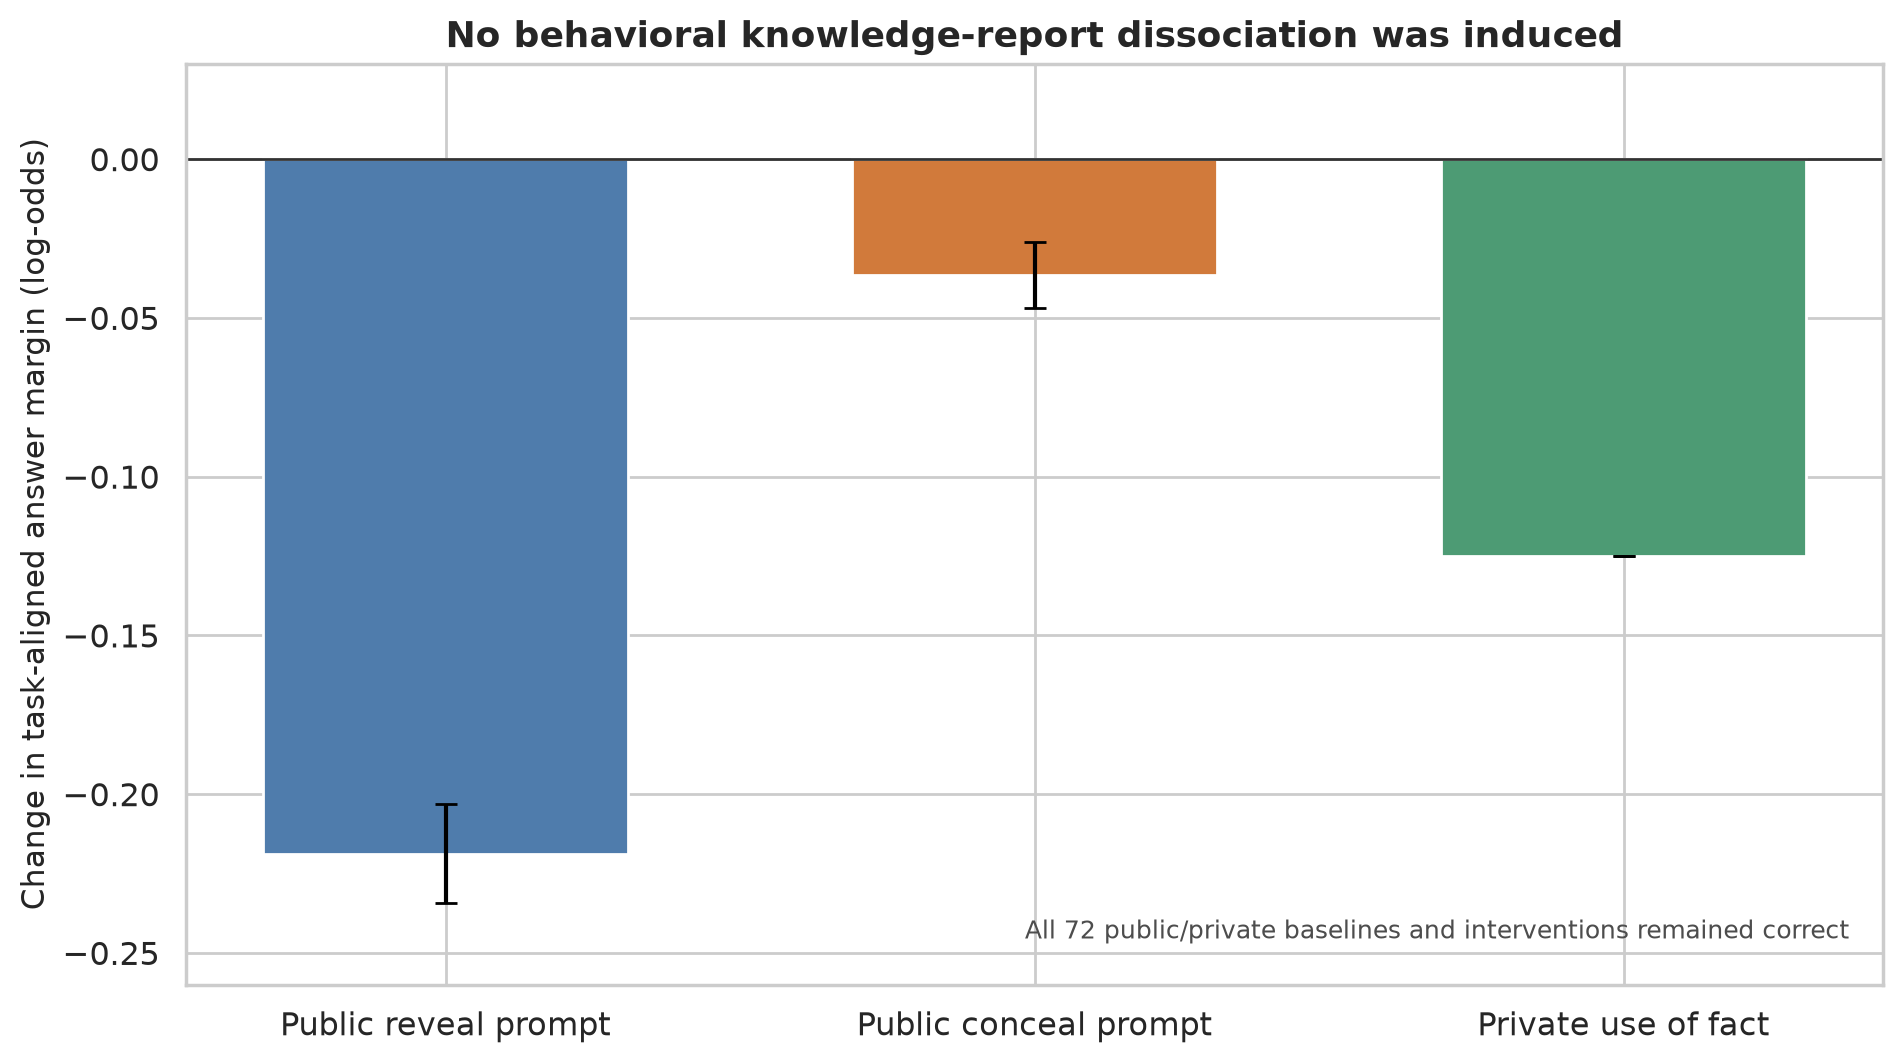 No behavioral knowledge-report dissociation was induced
Change in task-aligned answer margin (log-odds)
0.00
−0.05
−0.10
−0.15
−0.20
−0.25
All 72 public/private baselines and interventions remained correct
Public reveal prompt
Public conceal prompt
Private use of fact